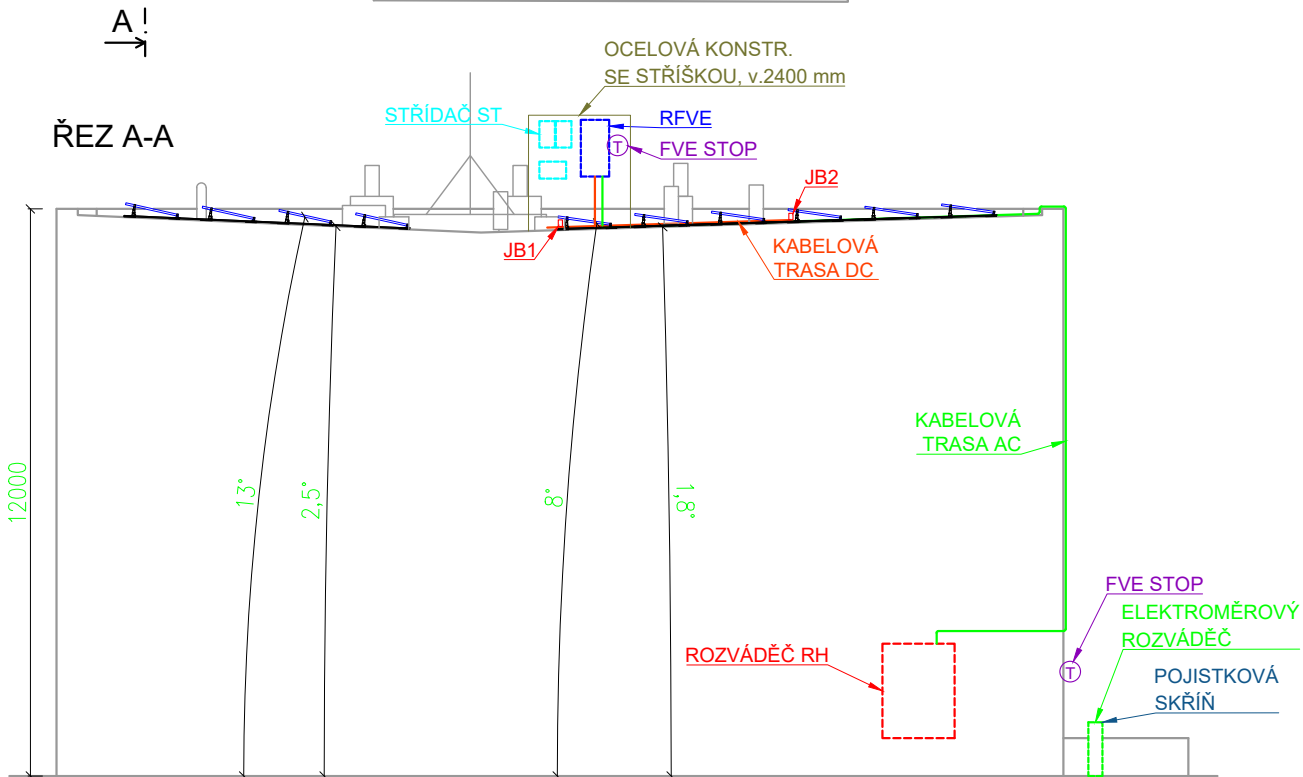 A
OCELOVÁ KONSTR.
SE STŘÍŠKOU, v.2400 mm
STŘÍDAČ ST
RFVE
ŘEZ A-A
T
FVE STOP
JB2
JB1
KABELOVÁ
TRASA DC
KABELOVÁ
TRASA AC
12000
13°
2,5°
8°
1,8°
FVE STOP
ELEKTROMĚROVÝ
ROZVÁDĚČ
ROZVÁDĚČ RH
T
POJISTKOVÁ
SKŘÍŇ